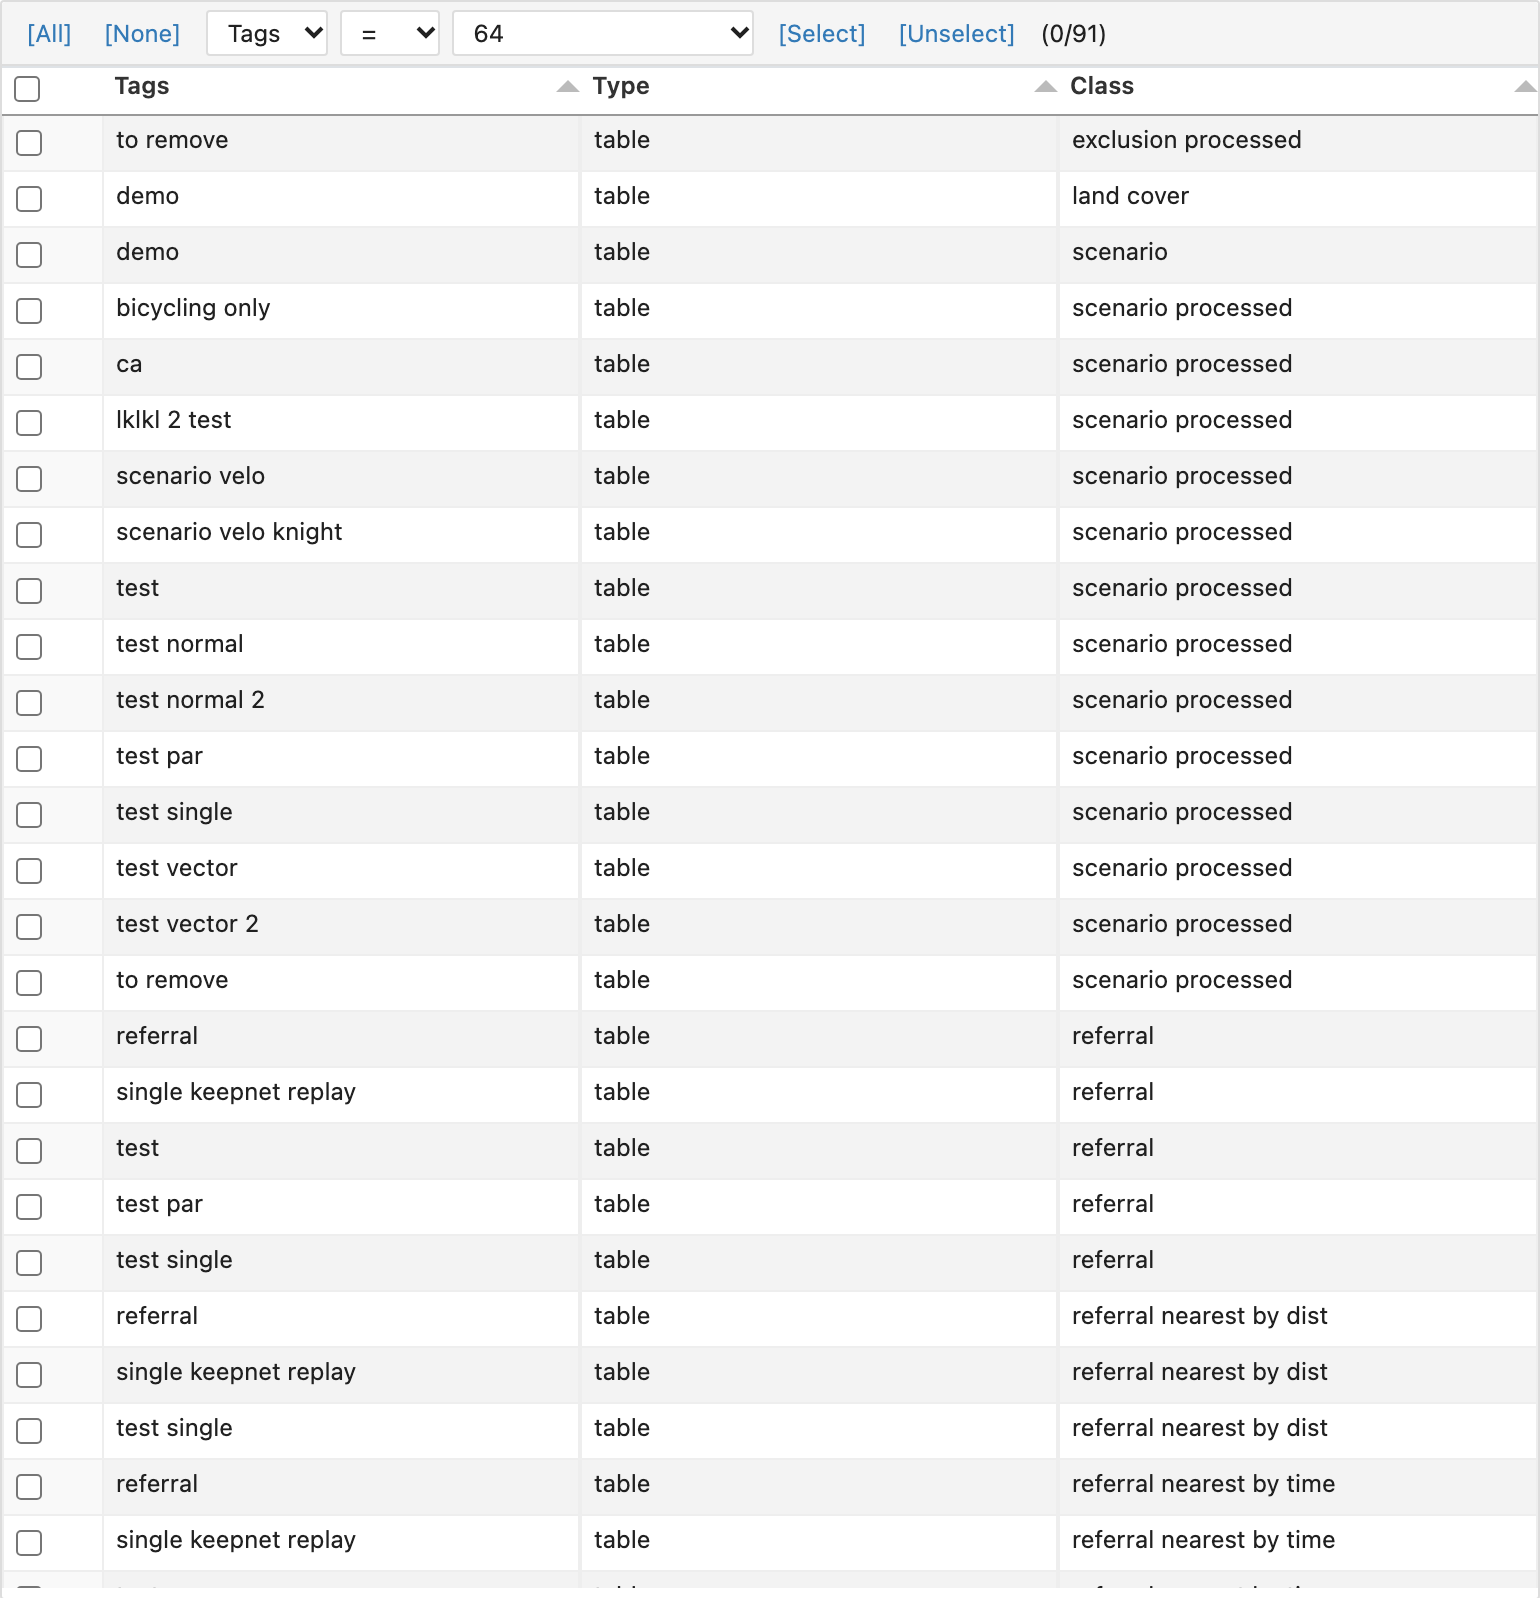 [All] [None] Tags = 64 [Select] [Unselect] (0/91)
Tags Type Class
to remove table exclusion processed
demo table land cover
demo table scenario
bicycling only table scenario processed
ca table scenario processed
lklkl 2 test table scenario processed
scenario velo table scenario processed
scenario velo knight table scenario processed
test table scenario processed
test normal table scenario processed
test normal 2 table scenario processed
test par table scenario processed
test single table scenario processed
test vector table scenario processed
test vector 2 table scenario processed
to remove table scenario processed
referral table referral
single keepnet replay table referral
test table referral
test par table referral
test single table referral
referral table referral nearest by dist
single keepnet replay table referral nearest by dist
test single table referral nearest by dist
referral table referral nearest by time
single keepnet replay table referral nearest by time